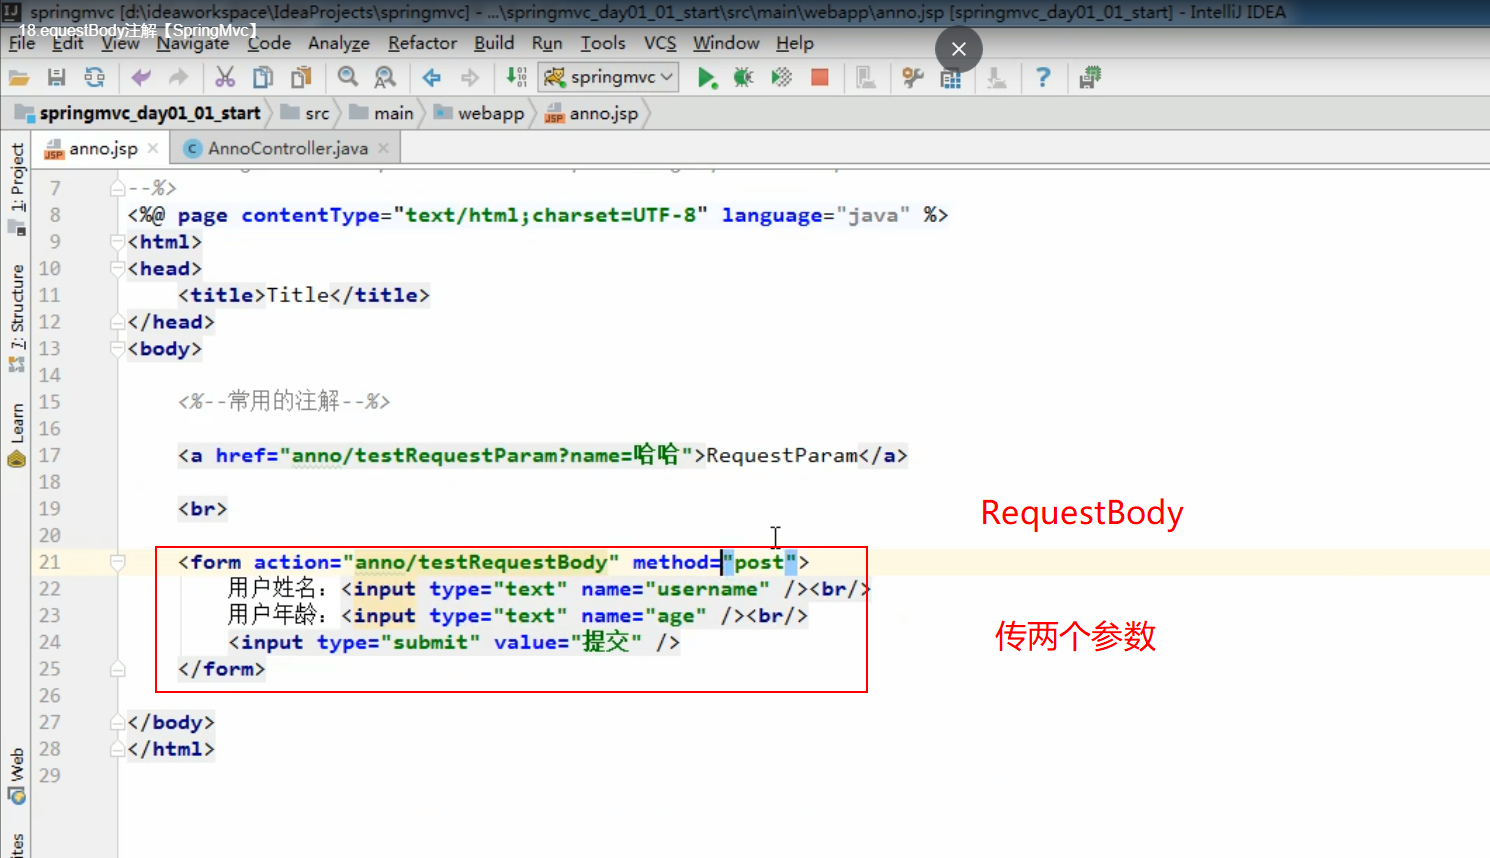 springmvc [d:\ideaworkspace\IdeaProjects\springmvc] - ...\springmvc_day01_01_start\src\main\webapp\anno.jsp [springmvc_day01_01_start] - IntelliJ IDEA
18.equestBody注解【SpringMvc】
File Edit View Navigate Code Analyze Refactor Build Run Tools VCS Window Help
springmvc
springmvc_day01_01_start src main webapp anno.jsp
anno.jsp AnnoController.java
1: Project
7: Structure
Learn
Web
7 --%>
8 <%@ page contentType="text/html;charset=UTF-8" language="java" %>
9 <html>
10 <head>
11 <title>Title</title>
12 </head>
13 <body>
14
15 <%--常用的注解--%>
16
17 <a href="anno/testRequestParam?name=哈哈">RequestParam</a>
18
19 <br>
20
21 <form action="anno/testRequestBody" method="post">
22 用户姓名：<input type="text" name="username" /><br/>
23 用户年龄：<input type="text" name="age" /><br/>
24 <input type="submit" value="提交" />
25 </form>
26
27 </body>
28 </html>
29
RequestBody
传两个参数